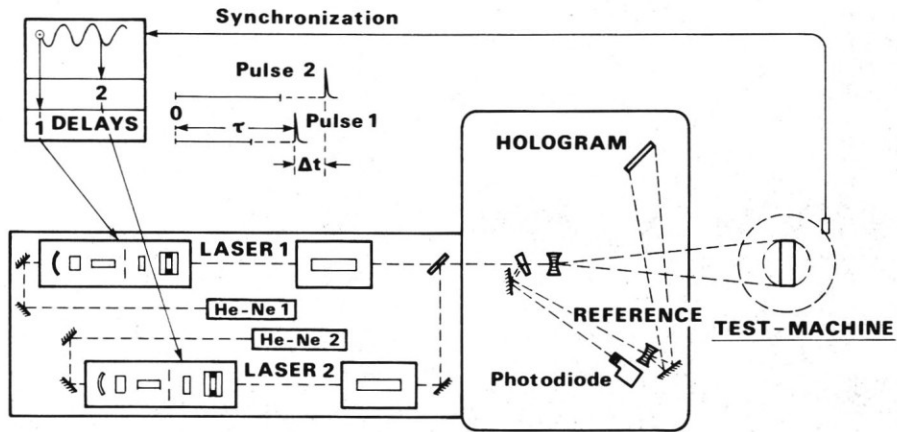 Synchronization
Pulse 2
2
0
τ
Pulse 1
1 DELAYS
Δt
HOLOGRAM
LASER 1
He-Ne 1
REFERENCE
TEST-MACHINE
He-Ne 2
LASER 2
Photodiode